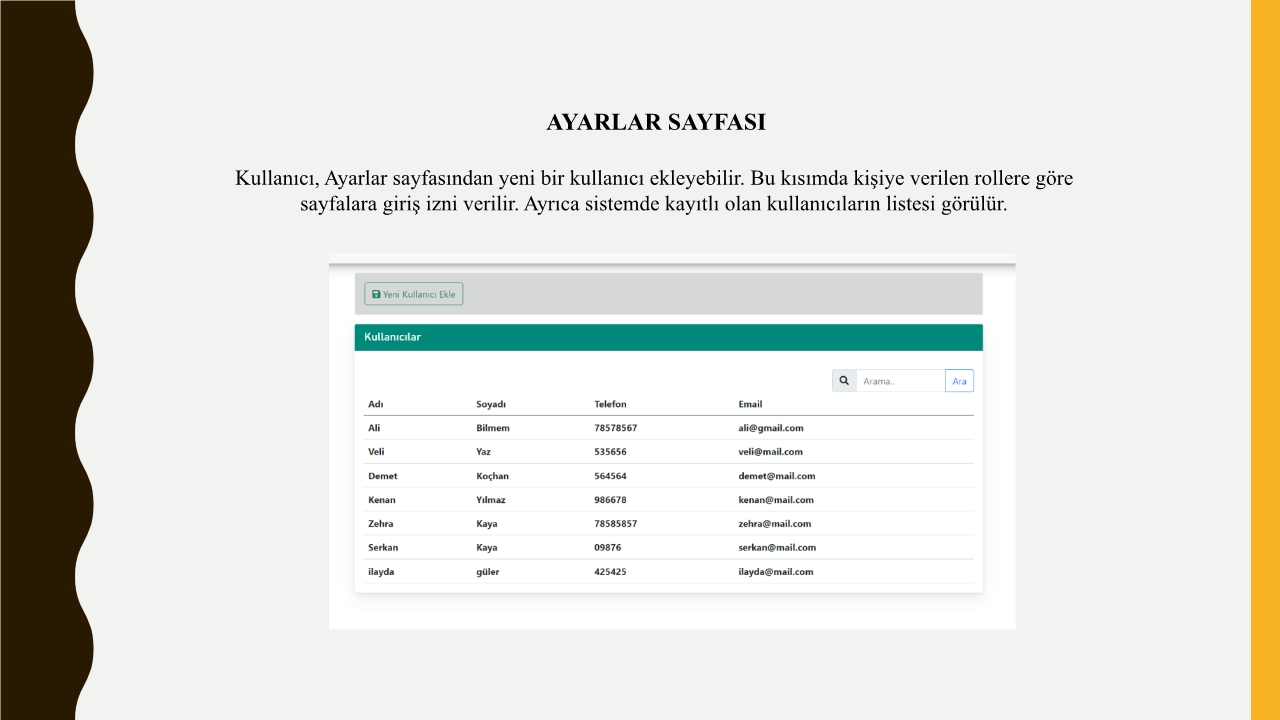 AYARLAR SAYFASI
Kullanıcı, Ayarlar sayfasından yeni bir kullanıcı ekleyebilir. Bu kısımda kişiye verilen rollere göre
sayfalara giriş izni verilir. Ayrıca sistemde kayıtlı olan kullanıcıların listesi görülür.
Yeni Kullanıcı Ekle
Kullanıcılar
Arama.. Ara
Adı Soyadı Telefon Email
Ali Bilmem 78578567 ali@gmail.com
Veli Yaz 535656 veli@mail.com
Demet Koçhan 564564 demet@mail.com
Kenan Yılmaz 986678 kenan@mail.com
Zehra Kaya 78585857 zehra@mail.com
Serkan Kaya 09876 serkan@mail.com
ilayda güler 425425 ilayda@mail.com